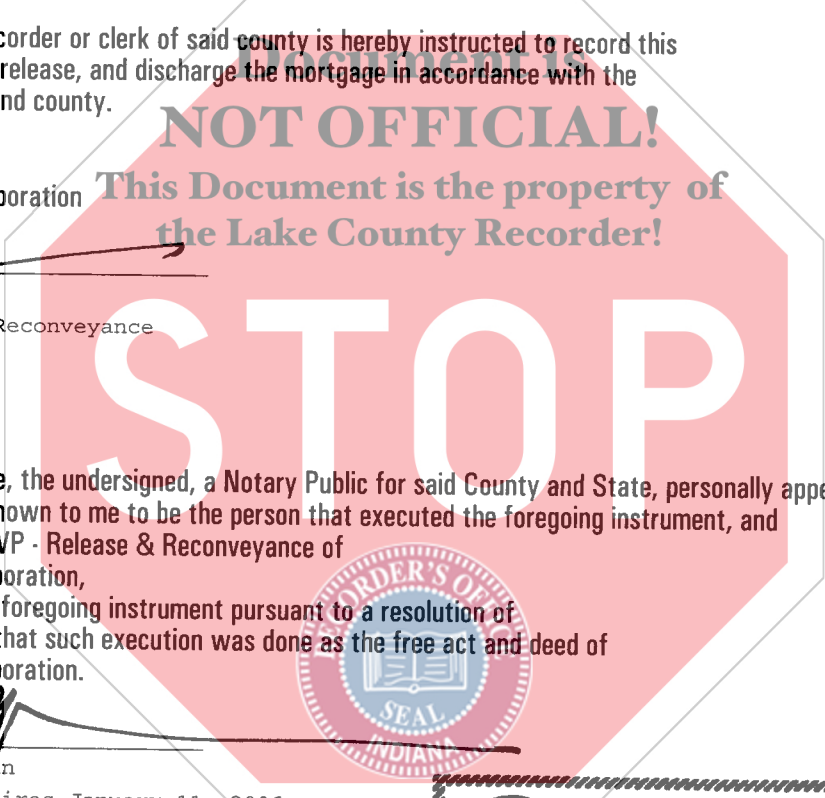 corder or clerk of said county is hereby instructed to record this
Document is
release, and discharge the mortgage in accordance with the
nd county.
NOT OFFICIAL!
This Document is the property of
poration
the Lake County Recorder!
Reconveyance
STOP
e, the undersigned, a Notary Public for said County and State, personally appe
nown to me to be the person that executed the foregoing instrument, and
VP - Release & Reconveyance of
oration,
foregoing instrument pursuant to a resolution of
that such execution was done as the free act and deed of
oration.
RECORDER'S OFFIC
SEAL
INDIANA
n